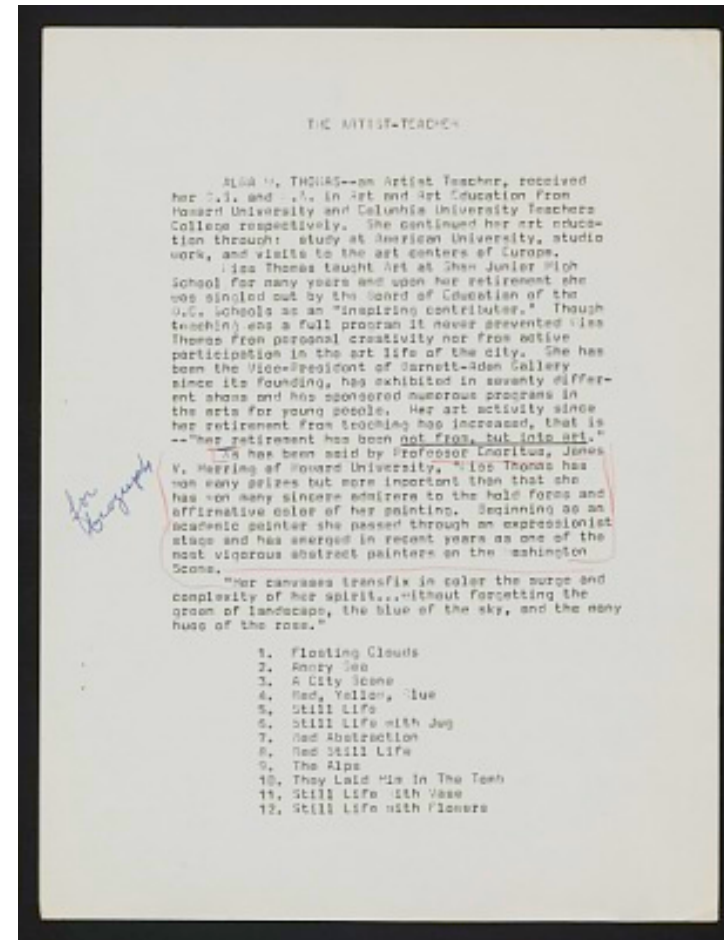 THE ARTIST-TEACHER
ALMA W. THOMAS--an Artist Teacher, received
her B.S. and M.A. in Art and Art Education from
Howard University and Columbia University Teachers
College respectively. She continued her art educa-
tion through: study at American University, studio
work, and visits to the art centers of Europe.
Miss Thomas taught Art at Shaw Junior High
School for many years and upon her retirement she
was singled out by the Board of Education of the
D.C. Schools as an "inspiring contributor." Though
teaching was a full program it never prevented Miss
Thomas from personal creativity nor from active
participation in the art life of the city. She has
been the Vice-President of Barnett-Aden Gallery
since its founding, has exhibited in seventy differ-
ent shows and has sponsored numerous programs in
the arts for young people. Her art activity since
her retirement from teaching has increased, that is
--"her retirement has been not from, but into art."
As has been said by Professor Emeritus, James
V. Herring of Howard University, "Miss Thomas has
won many prizes but more important than that she
has won many sincere admirers to the bold forms and
affirmative color of her painting. Beginning as an
academic painter she passed through an expressionist
stage and has emerged in recent years as one of the
most vigorous abstract painters on the Washington
Scene.
"Her canvases transfix in color the surge and
complexity of her spirit...without forgetting the
green of landscape, the blue of the sky, and the many
hues of the rose."
for
1. Floating Clouds
2. Angry Sea
3. A City Scene
4. Red, Yellow, Blue
5. Still Life
6. Still Life with Jug
7. Red Abstraction
8. Red Still Life
9. The Alps
10. They Laid Him In The Tomb
11. Still Life with Vase
12. Still Life with Flowers